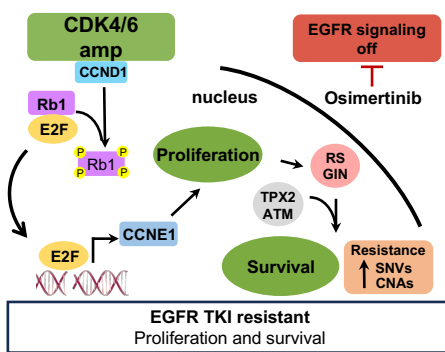 CDK4/6
amp
CCND1
EGFR signaling
off
Osimertinib
nucleus
Rb1
E2F
P P
Rb1
P P
Proliferation
RS
GIN
TPX2
ATM
CCNE1
E2F
Survival
Resistance
SNVs
CNAs
EGFR TKI resistant
Proliferation and survival